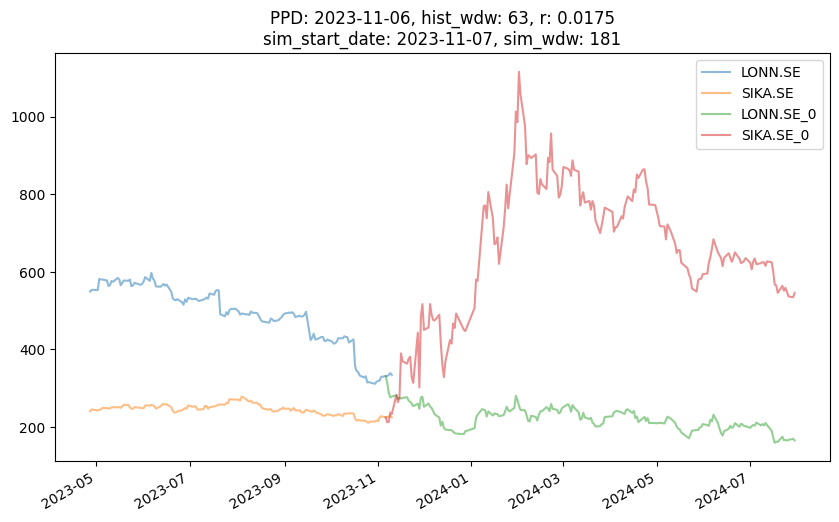 PPD: 2023-11-06, hist_wdw: 63, r: 0.0175
sim_start_date: 2023-11-07, sim_wdw: 181
LONN.SE
SIKA.SE
LONN.SE_0
SIKA.SE_0
1000
800
600
400
200
2023-05
2023-07
2023-09
2023-11
2024-01
2024-03
2024-05
2024-07